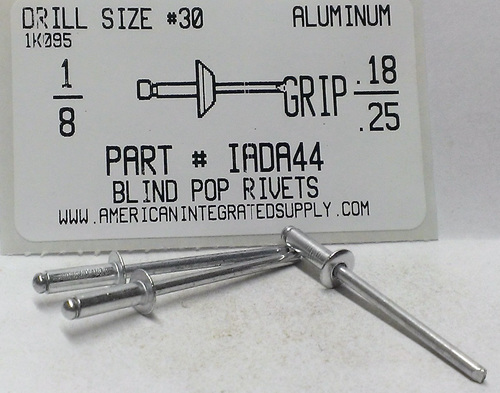 DRILL SIZE #30 ALUMINUM
1K095
1/8 GRIP .18/.25
PART # IADA44
BLIND POP RIVETS
WWW.AMERICANINTEGRATEDSUPPLY.COM